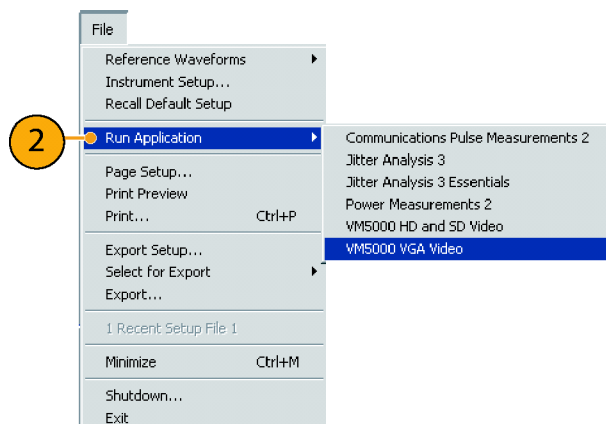 File
Reference Waveforms
Instrument Setup...
Recall Default Setup
2
Run Application
Communications Pulse Measurements 2
Jitter Analysis 3
Jitter Analysis 3 Essentials
Power Measurements 2
VM5000 HD and SD Video
VM5000 VGA Video
Page Setup...
Print Preview
Print... Ctrl+P
Export Setup...
Select for Export
Export...
1 Recent Setup File 1
Minimize Ctrl+M
Shutdown...
Exit